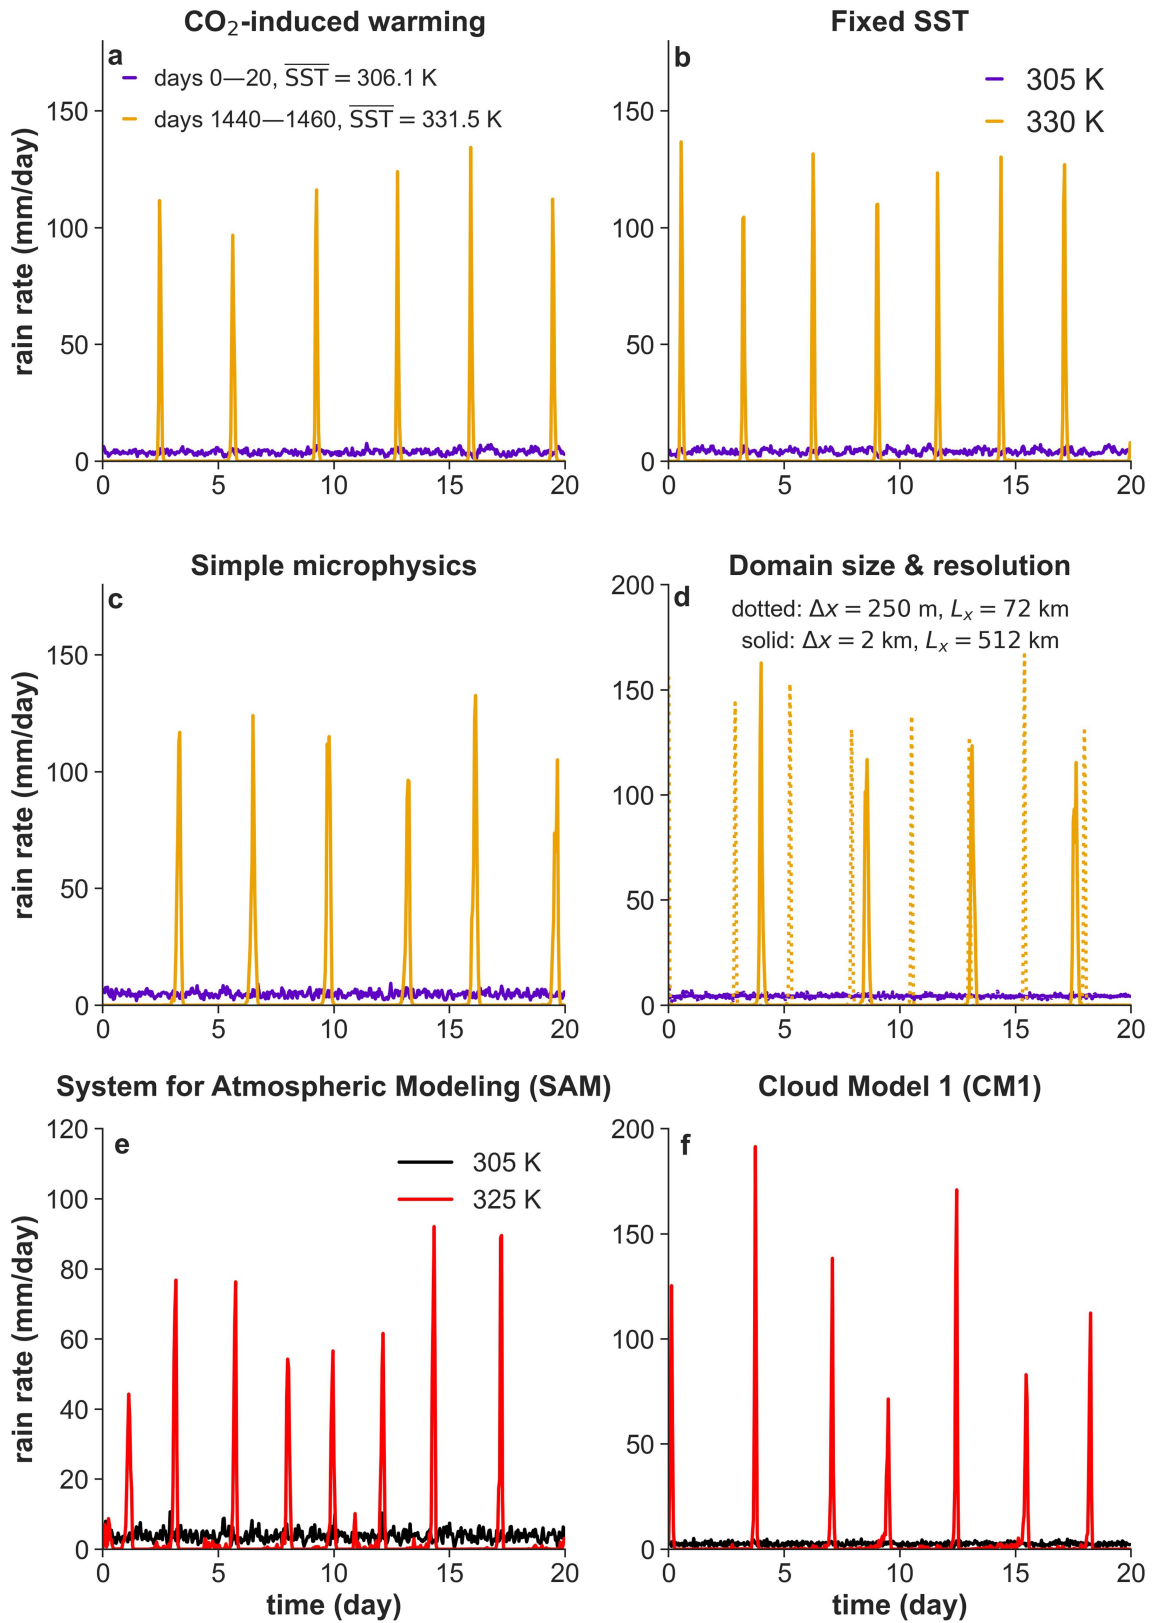 CO₂-induced warming
a
days 0—20, SST = 306.1 K
days 1440—1460, SST = 331.5 K
rain rate (mm/day)
150
100
50
0
0 5 10 15 20
Fixed SST
b
305 K
330 K
150
100
50
0
0 5 10 15 20
Simple microphysics
c
rain rate (mm/day)
150
100
50
0
0 5 10 15 20
Domain size & resolution
d
dotted: Δx = 250 m, Lₓ = 72 km
solid: Δx = 2 km, Lₓ = 512 km
200
150
100
50
0
0 5 10 15 20
System for Atmospheric Modeling (SAM)
e
305 K
325 K
rain rate (mm/day)
120
100
80
60
40
20
0
0 5 10 15 20
time (day)
Cloud Model 1 (CM1)
f
200
150
100
50
0
0 5 10 15 20
time (day)